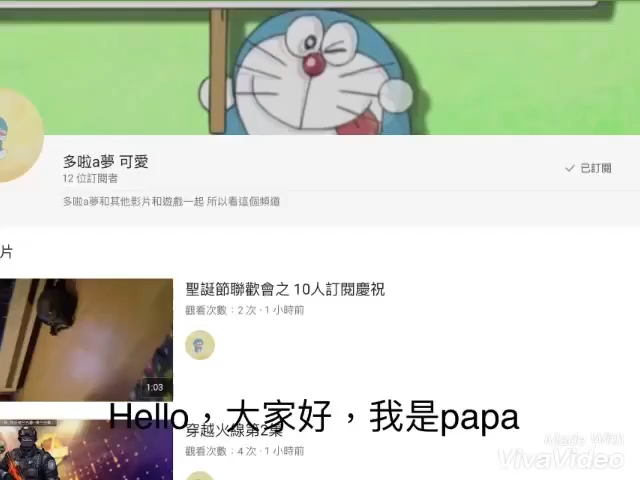 多啦a夢 可愛
12 位訂閱者
已訂閱
多啦a夢和其他影片和遊戲一起 所以看這個頻道
片
聖誕節聯歡會之 10人訂閱慶祝
觀看次數：2 次 · 1 小時前
1:03
Hello，大家好，我是papa
穿越火線第2集
觀看次數：4 次 · 1 小時前
Made With
VivaVideo